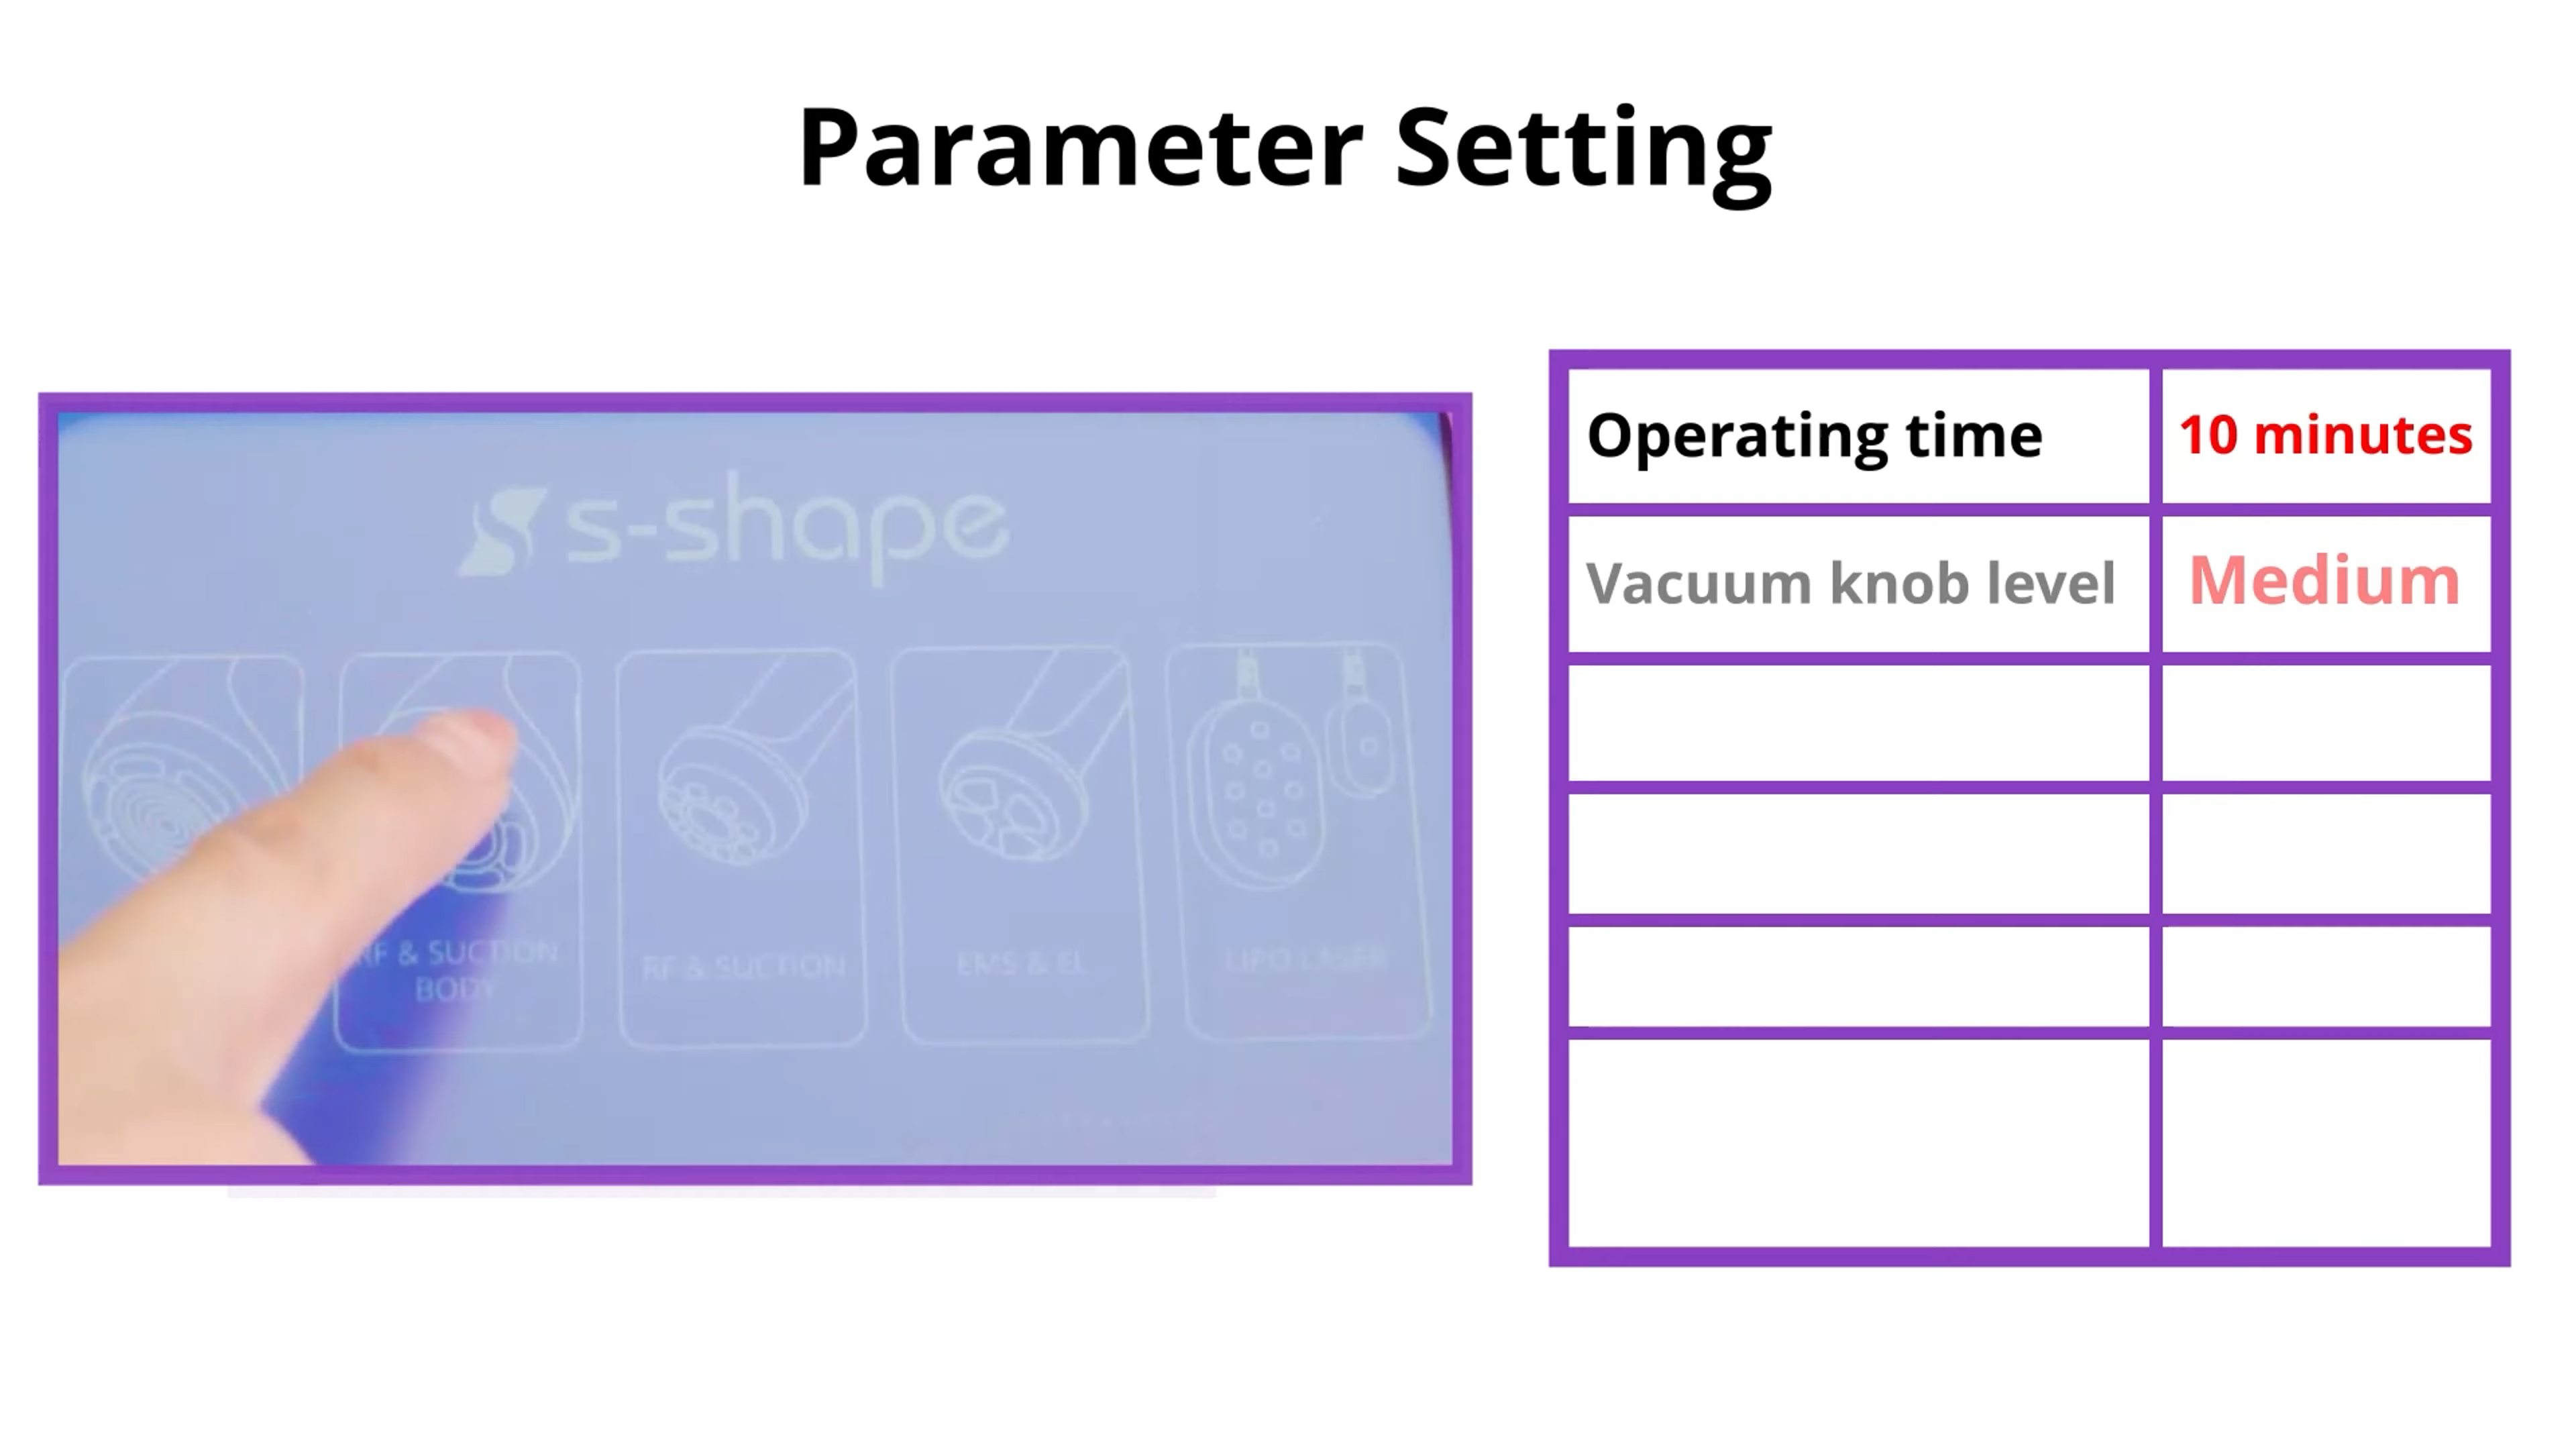 Parameter Setting
s-shape
RF & SUCTION
BODY
RF & SUCTION
EMS & EL
LIPO LASER
Operating time
10 minutes
Vacuum knob level
Medium